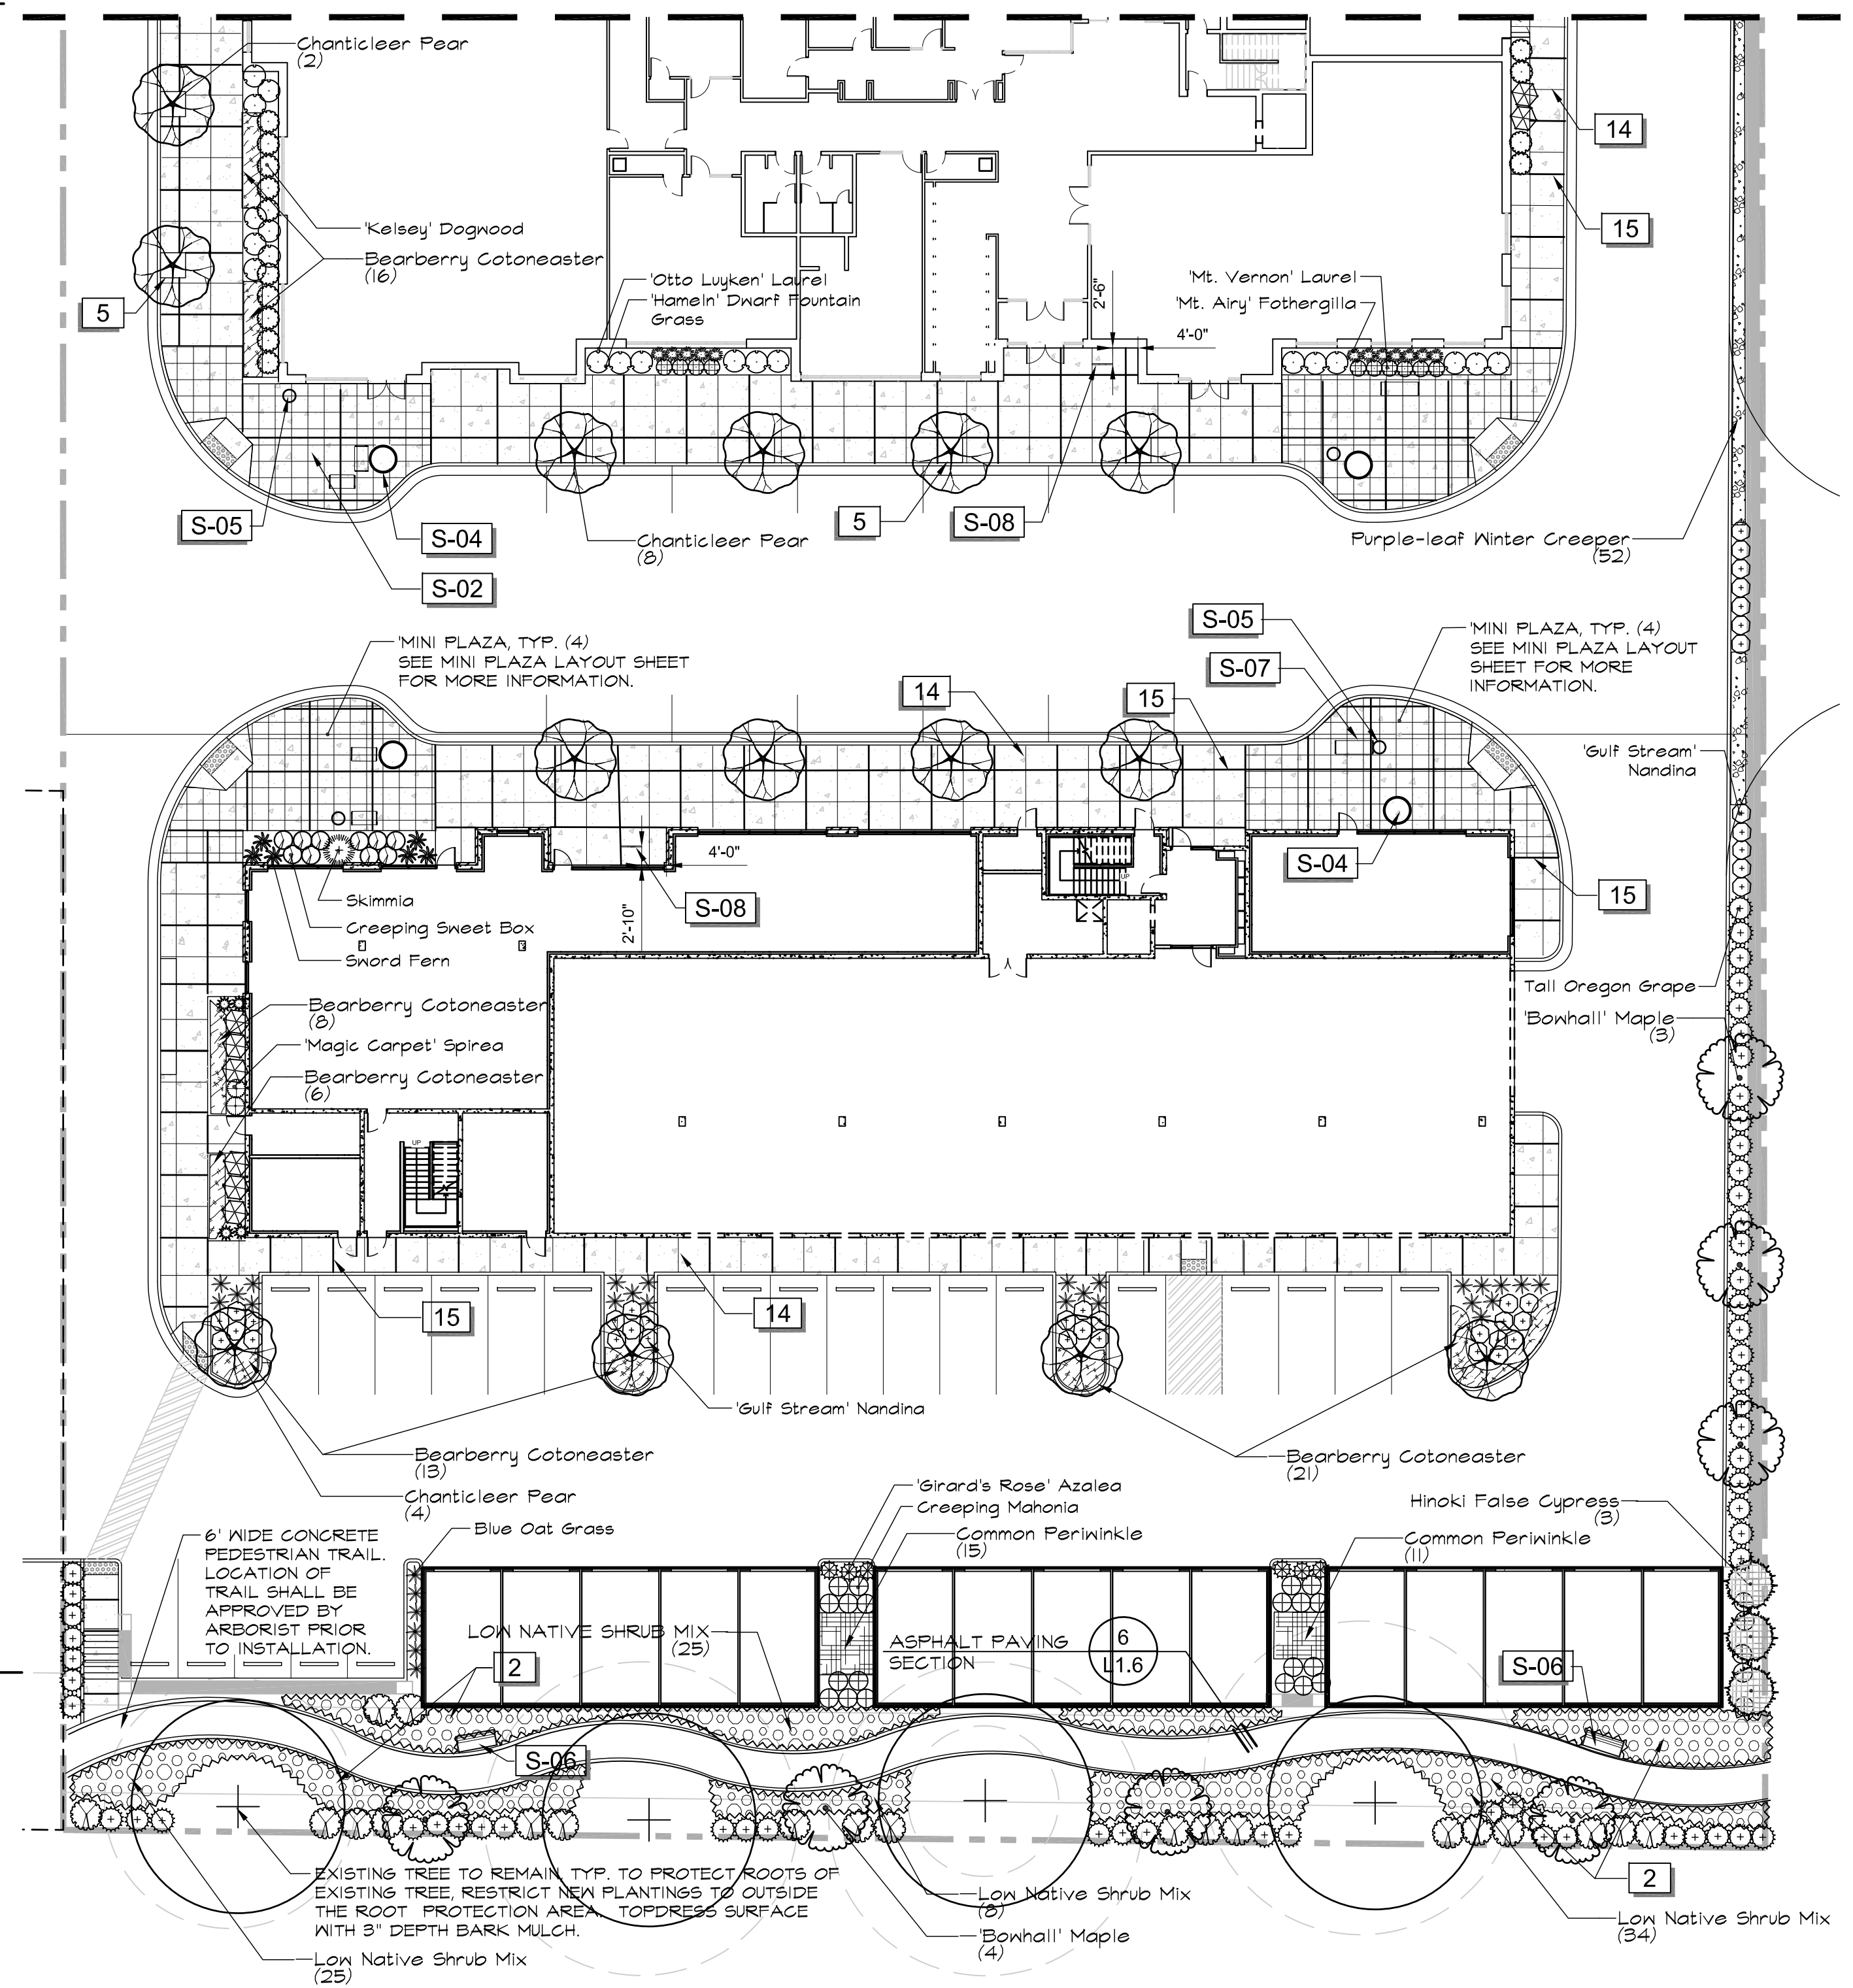 Chanticleer Pear
(2)
14
15
'Kelsey' Dogwood
Bearberry Cotoneaster
(16)
5
'Otto Luyken' Laurel
'Hameln' Dwarf Fountain
Grass
2'-6"
'Mt. Vernon' Laurel
'Mt. Airy' Fothergilla
4'-0"
S-05
S-04
S-02
Chanticleer Pear
(8)
5
S-08
Purple-leaf Winter Creeper
(52)
'MINI PLAZA, TYP. (4)
SEE MINI PLAZA LAYOUT SHEET
FOR MORE INFORMATION.
S-05
S-07
'MINI PLAZA, TYP. (4)
SEE MINI PLAZA LAYOUT
SHEET FOR MORE
INFORMATION.
14
15
'Gulf Stream'
Nandina
4'-0"
2'-10"
S-08
UP
S-04
15
Skimmia
Creeping Sweet Box
Sword Fern
Tall Oregon Grape
'Bowhall' Maple
(3)
Bearberry Cotoneaster
(8)
'Magic Carpet' Spirea
Bearberry Cotoneaster
(6)
UP
15
14
'Gulf Stream' Nandina
Bearberry Cotoneaster
(13)
Bearberry Cotoneaster
(21)
Chanticleer Pear
(4)
'Girard's Rose' Azalea
Creeping Mahonia
Common Periwinkle
(15)
Hinoki False Cypress
(3)
Common Periwinkle
(11)
Blue Oat Grass
6' WIDE CONCRETE
PEDESTRIAN TRAIL.
LOCATION OF
TRAIL SHALL BE
APPROVED BY
ARBORIST PRIOR
TO INSTALLATION.
LOW NATIVE SHRUB MIX
(25)
2
ASPHALT PAVING
SECTION
6
L1.6
S-06
S-06
2
EXISTING TREE TO REMAIN, TYP. TO PROTECT ROOTS OF
EXISTING TREE, RESTRICT NEW PLANTINGS TO OUTSIDE
THE ROOT PROTECTION AREA. TOPDRESS SURFACE
WITH 3" DEPTH BARK MULCH.
Low Native Shrub Mix
(25)
Low Native Shrub Mix
(8)
'Bowhall' Maple
(4)
Low Native Shrub Mix
(34)